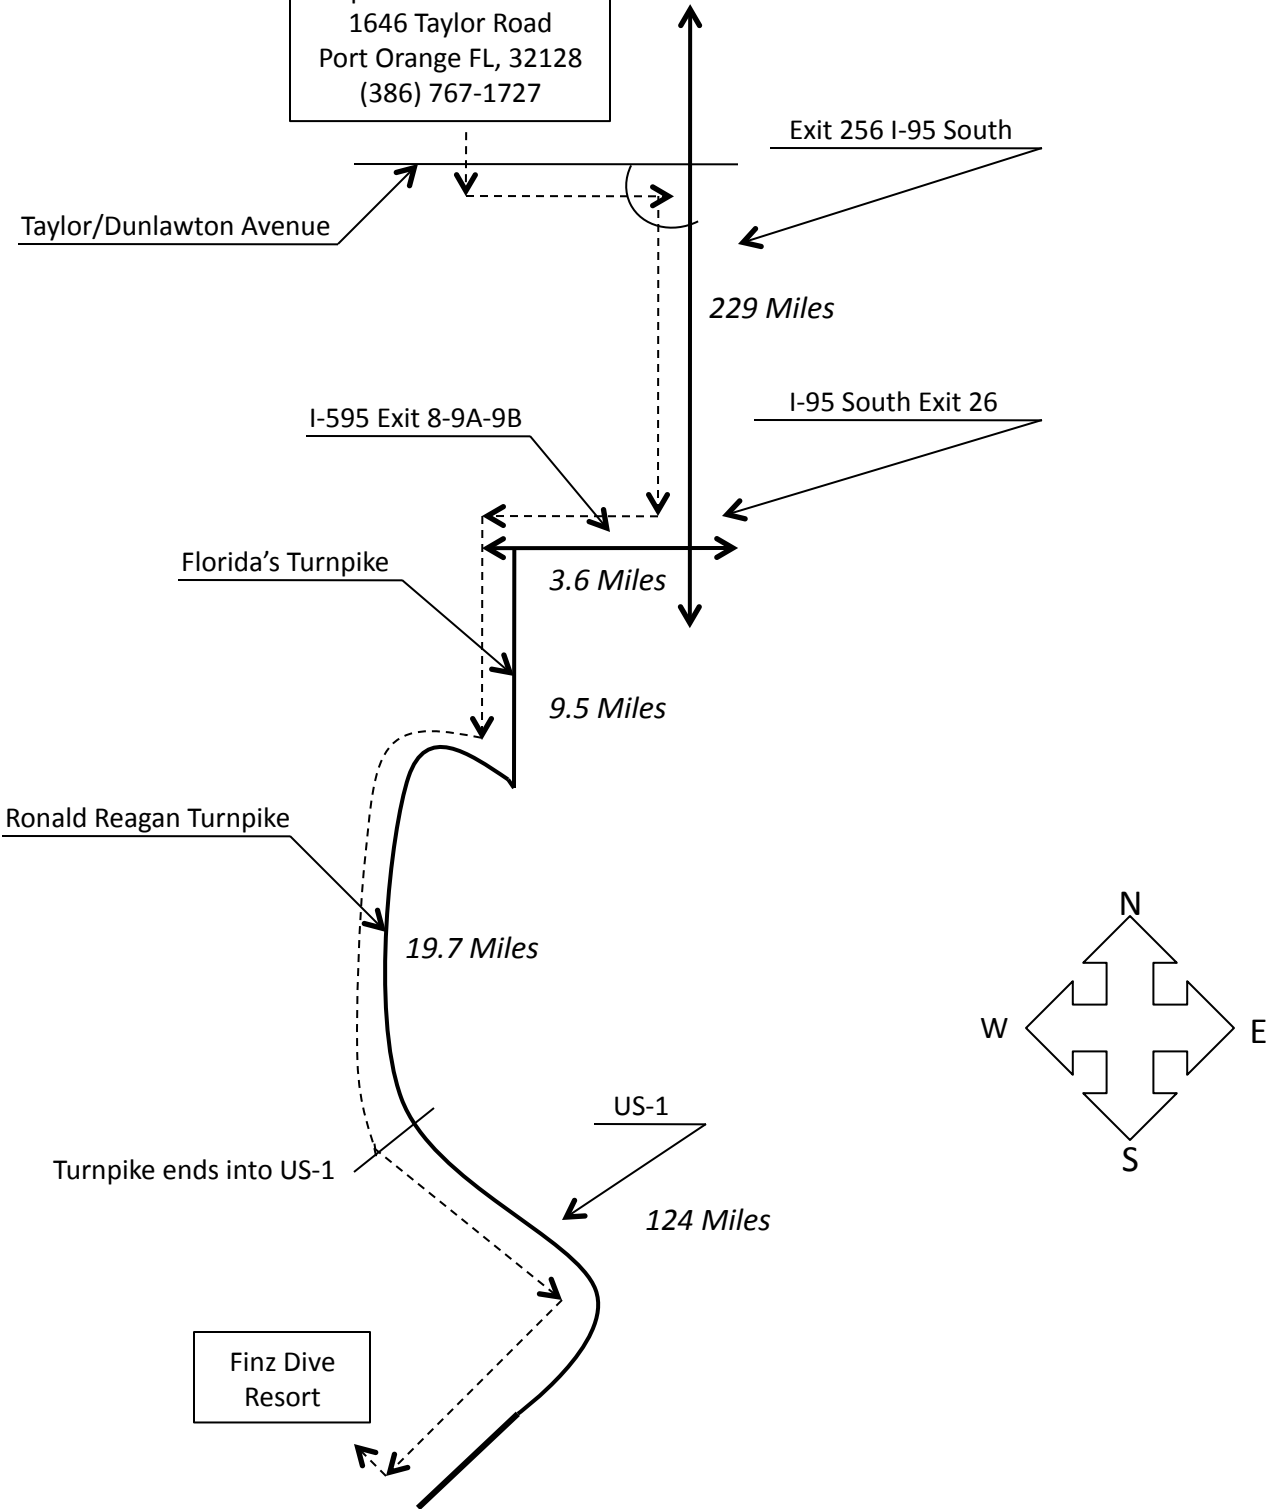 1646 Taylor Road
Port Orange FL, 32128
(386) 767-1727
Exit 256 I-95 South
Taylor/Dunlawton Avenue
229 Miles
I-95 South Exit 26
I-595 Exit 8-9A-9B
Florida's Turnpike
3.6 Miles
9.5 Miles
Ronald Reagan Turnpike
19.7 Miles
N
W
E
S
US-1
Turnpike ends into US-1
124 Miles
Finz Dive
Resort